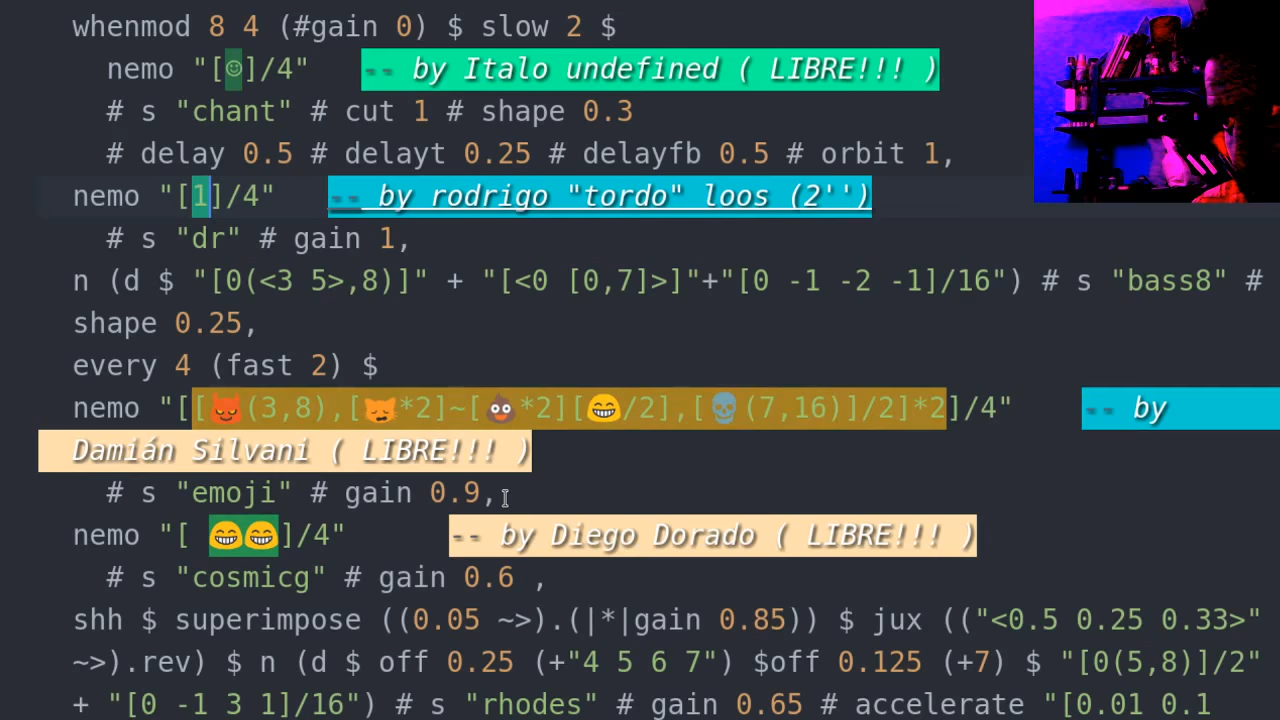 whenmod 8 4 (#gain 0) $ slow 2 $
nemo "[☺]/4" -- by Italo undefined ( LIBRE!!! )
# s "chant" # cut 1 # shape 0.3
# delay 0.5 # delayt 0.25 # delayfb 0.5 # orbit 1,
nemo "[1]/4" -- by rodrigo "tordo" loos (2'')
# s "dr" # gain 1,
n (d $ "[0(<3 5>,8)]" + "[<0 [0,7]>]"+"[0 -1 -2 -1]/16") # s "bass8" #
shape 0.25,
every 4 (fast 2) $
nemo "[[😈(3,8),[😿*2]~[💩*2][😁/2],[💀(7,16)]/2]*2]/4" -- by
Damián Silvani ( LIBRE!!! )
# s "emoji" # gain 0.9,
nemo "[ 😁😁]/4" -- by Diego Dorado ( LIBRE!!! )
# s "cosmicg" # gain 0.6 ,
shh $ superimpose ((0.05 ~>).(|*|gain 0.85)) $ jux (("<0.5 0.25 0.33>"
~>).rev) $ n (d $ off 0.25 (+"4 5 6 7") $off 0.125 (+7) $ "[0(5,8)]/2"
+ "[0 -1 3 1]/16") # s "rhodes" # gain 0.65 # accelerate "[0.01 0.1